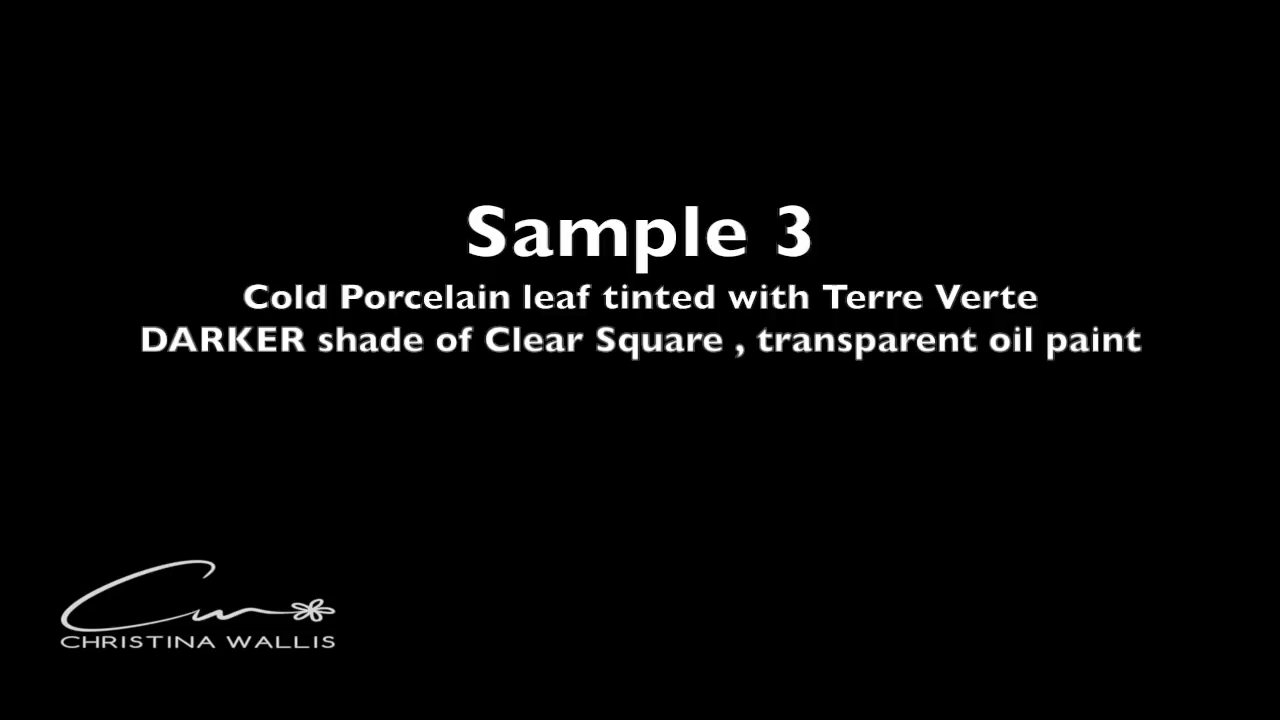 Sample 3
Cold Porcelain leaf tinted with Terre Verte
DARKER shade of Clear Square , transparent oil paint
CHRISTINA WALLIS